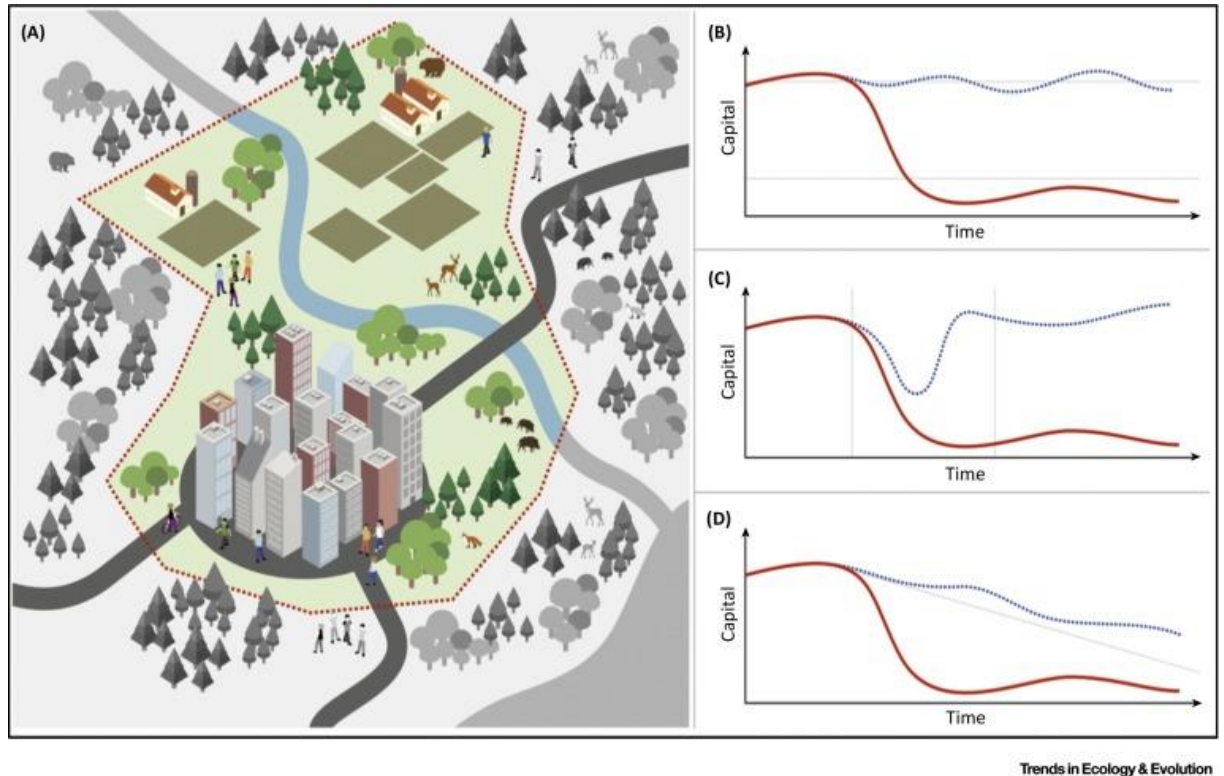 (A)
(B)
Capital
Time
(C)
Capital
Time
(D)
Capital
Time
Trends in Ecology & Evolution